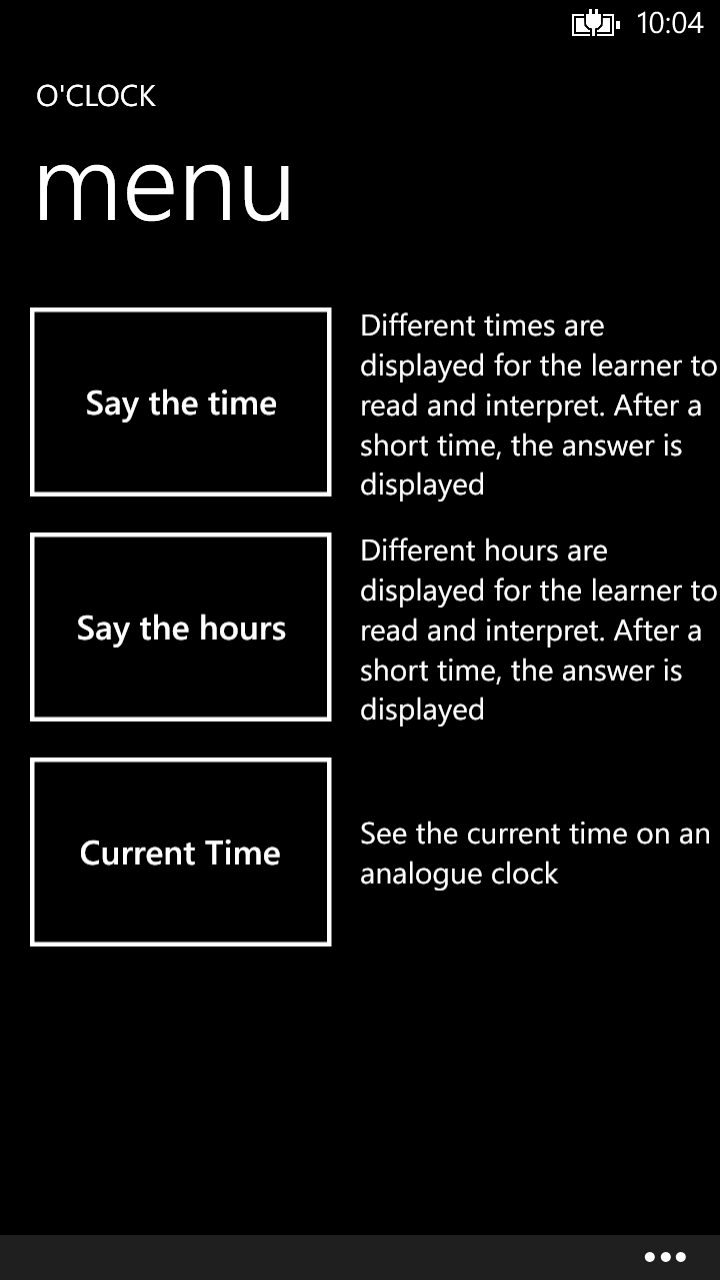 10:04
O'CLOCK
menu
Say the time
Different times are
displayed for the learner to
read and interpret. After a
short time, the answer is
displayed
Say the hours
Different hours are
displayed for the learner to
read and interpret. After a
short time, the answer is
displayed
Current Time
See the current time on an
analogue clock